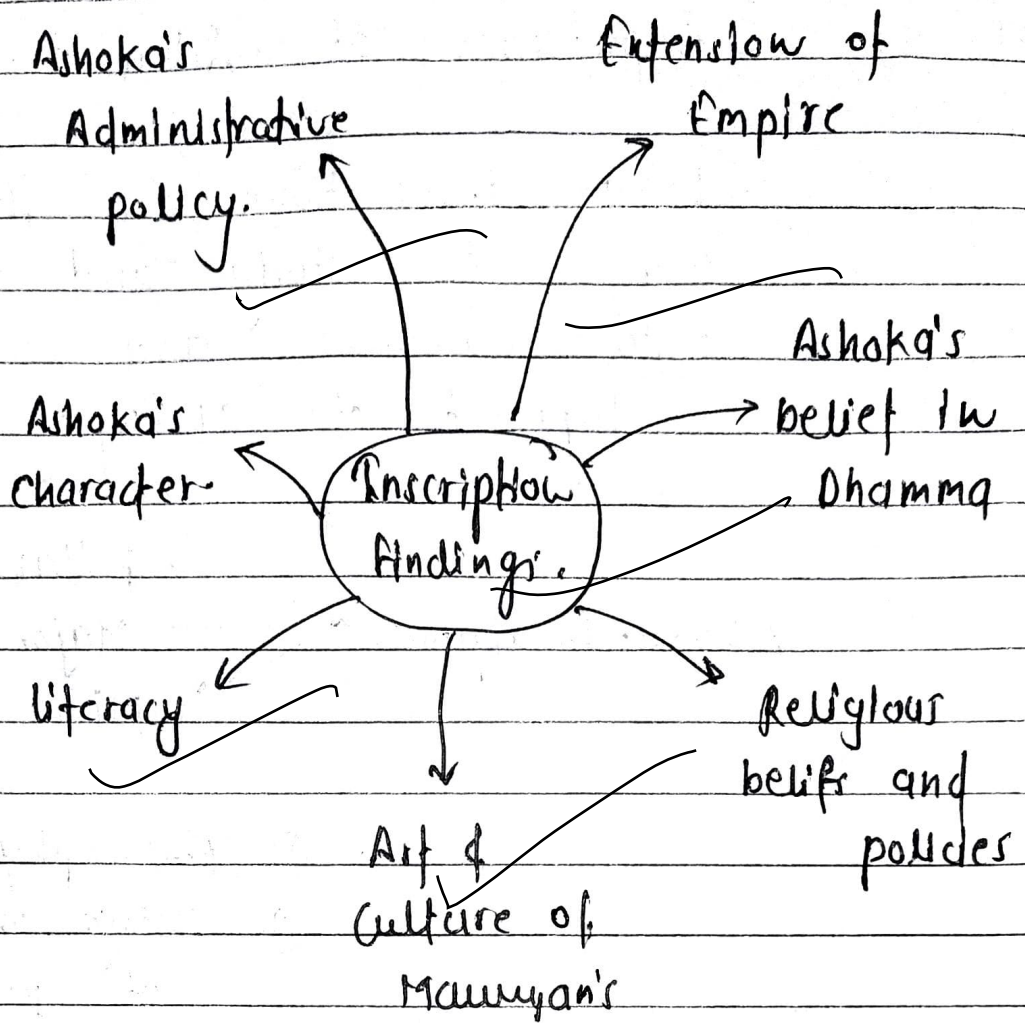 Ashoka's
Administrative
policy.
Extension of
Empire
Ashoka's
belief in
Dhamma
Ashoka's
character
Inscription
findings.
literacy
Religious
belifs and
policies
Art &
Culture of
Mauryan's